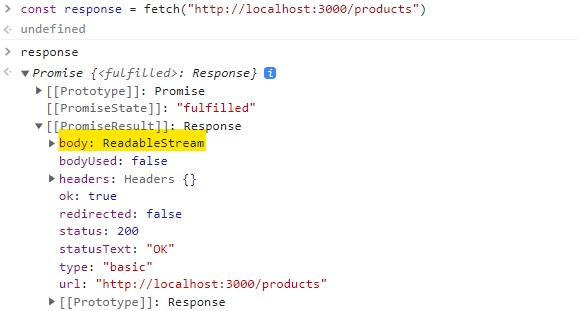 > const response = fetch("http://localhost:3000/products")
undefined
> response
Promise {<fulfilled>: Response} i
[[Prototype]]: Promise
[[PromiseState]]: "fulfilled"
[[PromiseResult]]: Response
body: ReadableStream
bodyUsed: false
headers: Headers {}
ok: true
redirected: false
status: 200
statusText: "OK"
type: "basic"
url: "http://localhost:3000/products"
[[Prototype]]: Response